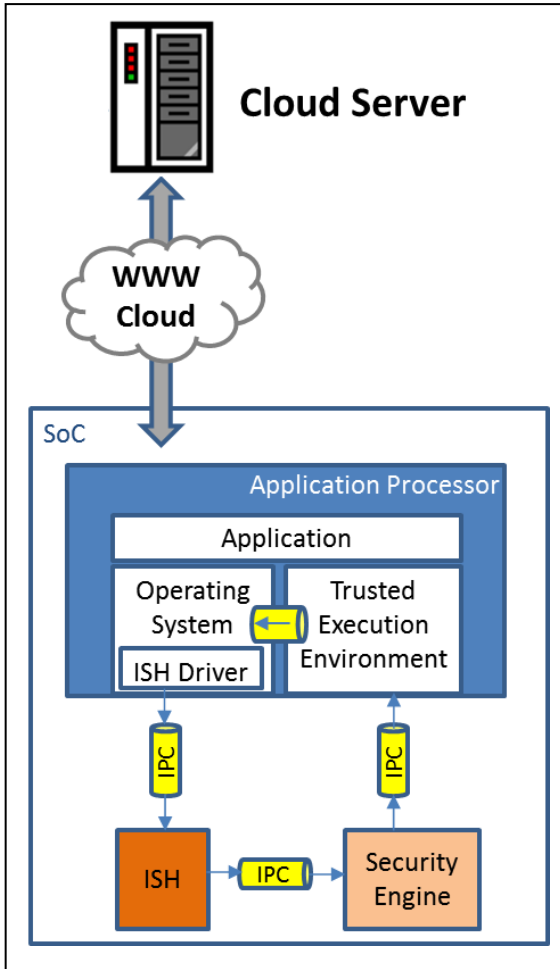 Cloud Server
WWW
Cloud
SoC
Application Processor
Application
Operating
System
ISH Driver
Trusted
Execution
Environment
IPC
IPC
ISH
IPC
Security
Engine